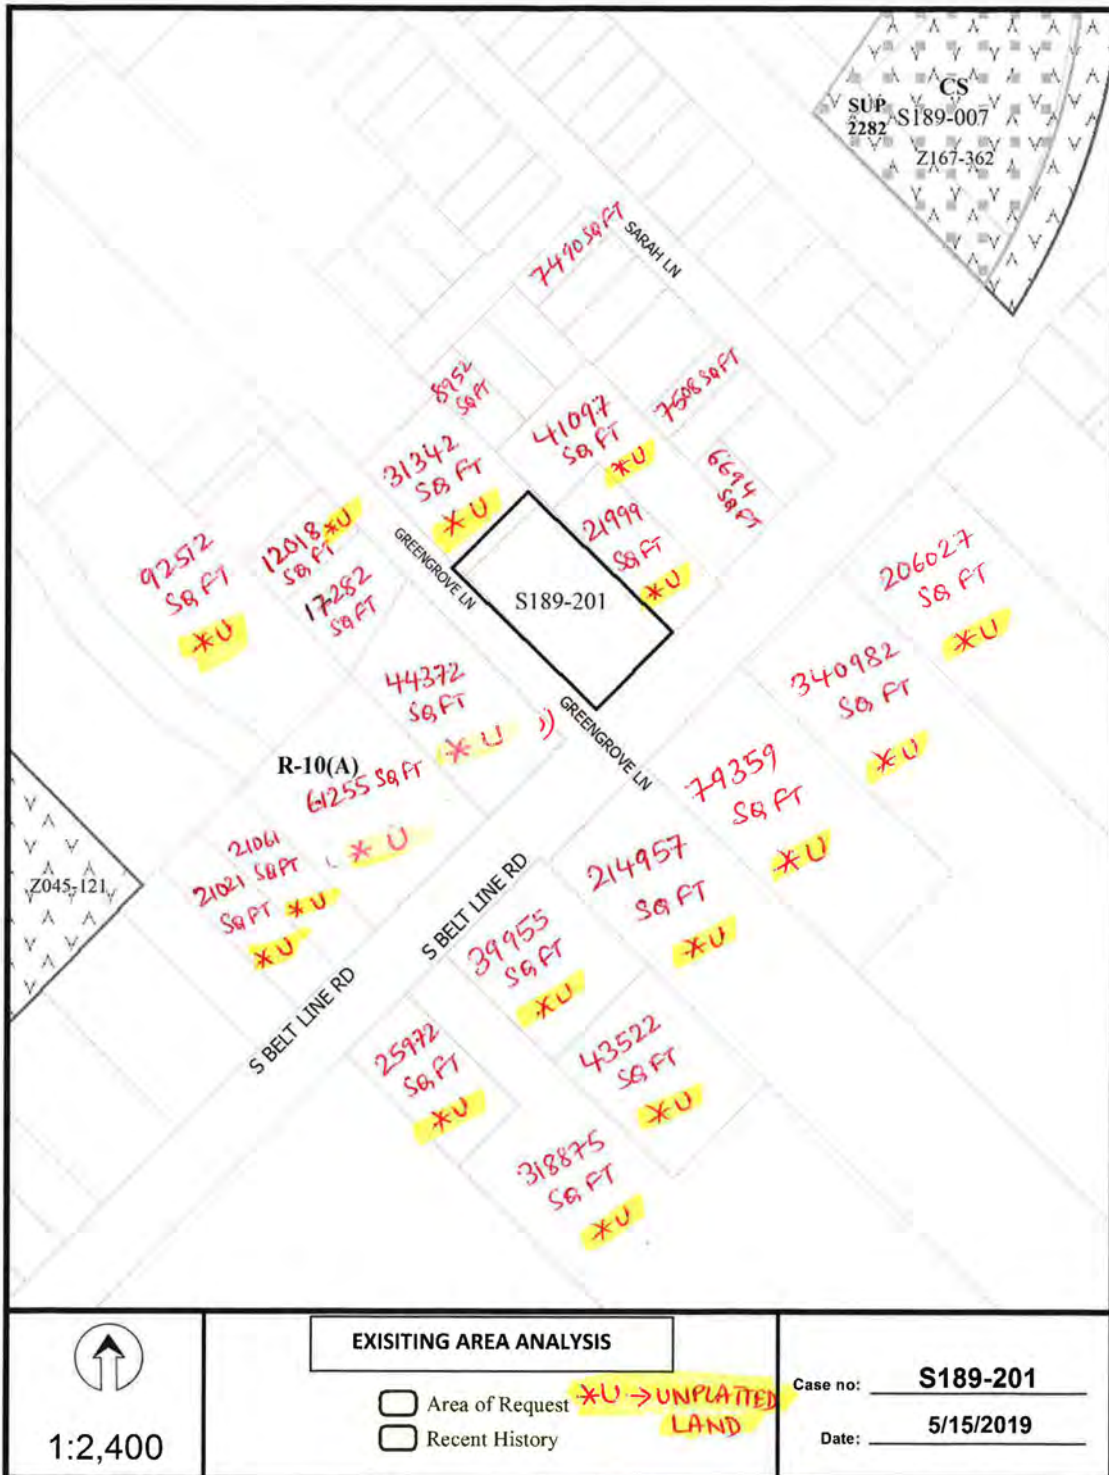 CS
SUP
2282
S189-007
Z167-362
SARAH LN
7490 SQ FT
8952
SQ FT
41097
SQ FT
*U
7508 SQ FT
6694
SQ FT
31342
SQ FT
*U
21999
SQ FT
*U
92512
SQ FT
*U
12018 *U
SQ FT
17282
SQ FT
GREENGROVE LN
S189-201
206027
SQ FT
*U
340982
SQ FT
*U
44372
SQ FT
*U
GREENGROVE LN
79359
SQ FT
*U
R-10(A)
61255 SQ FT
*U
21061
SQ FT
*U
21021
SQ FT
*U
Z045-121
S BELT LINE RD
214957
SQ FT
*U
39955
SQ FT
*U
S BELT LINE RD
25972
SQ FT
*U
43522
SQ FT
*U
318875
SQ FT
*U
1:2,400
EXISITING AREA ANALYSIS
Area of Request
Recent History
*U → UNPLATTED
LAND
Case no: S189-201
Date: 5/15/2019